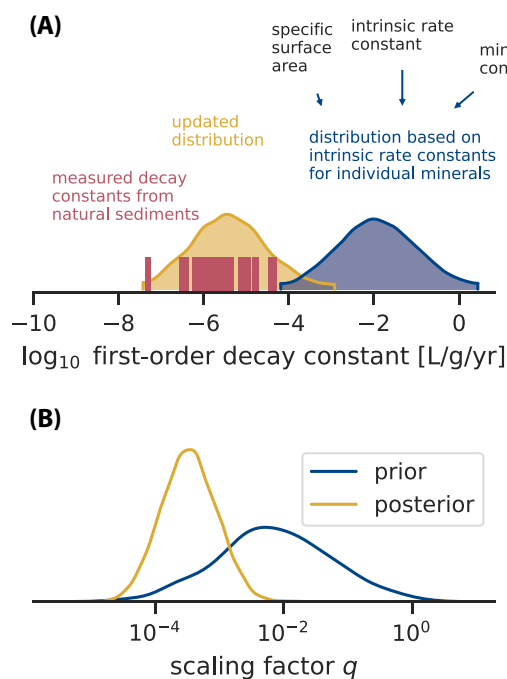 (A)
specific
surface
area
intrinsic rate
constant
updated
distribution
distribution based on
intrinsic rate constants
for individual minerals
measured decay
constants from
natural sediments
−10 −8 −6 −4 −2 0
log₁₀ first-order decay constant [L/g/yr]
(B)
prior
posterior
10⁻⁴ 10⁻² 10⁰
scaling factor q